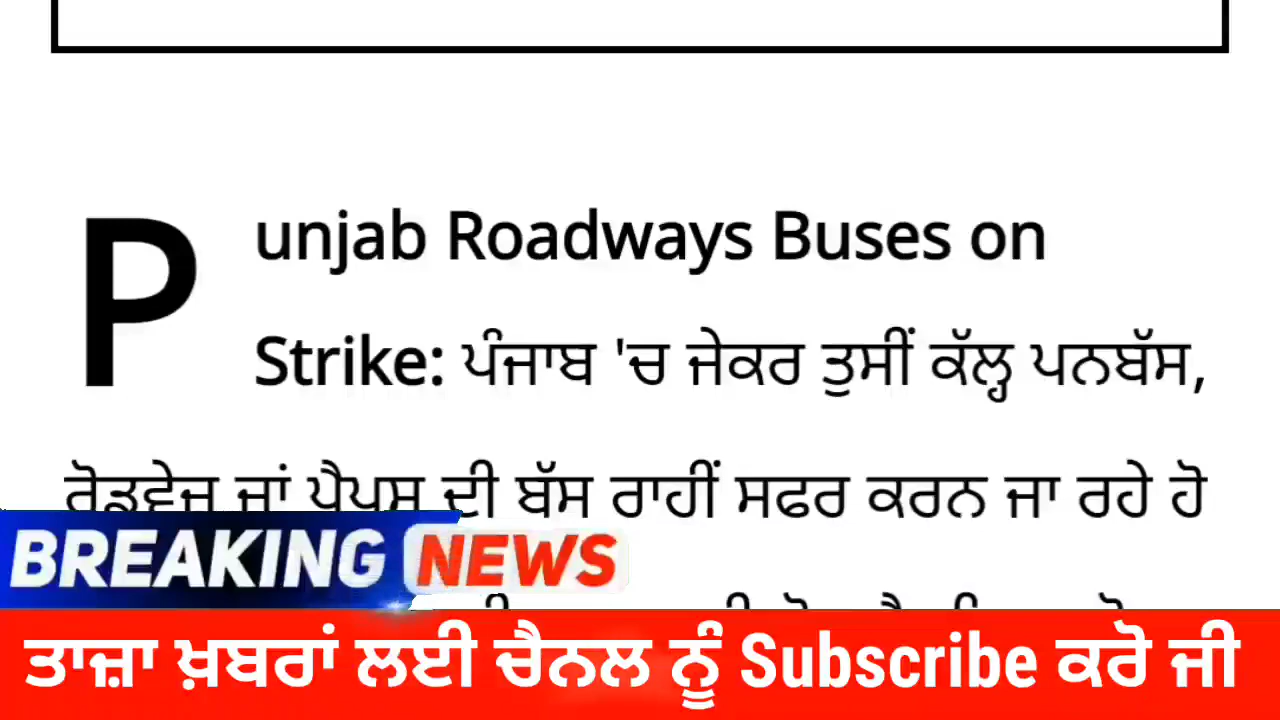 Punjab Roadways Buses on
Strike: ਪੰਜਾਬ 'ਚ ਜੇਕਰ ਤੁਸੀਂ ਕੱਲ੍ਹ ਪਨਬੱਸ,
ਰੋਡਵੇਜ਼ ਜਾਂ ਪੈਪਸੂ ਦੀ ਬੱਸ ਰਾਹੀਂ ਸਫਰ ਕਰਨ ਜਾ ਰਹੇ ਹੋ
BREAKING NEWS
ਤਾਜ਼ਾ ਖ਼ਬਰਾਂ ਲਈ ਚੈਨਲ ਨੂੰ Subscribe ਕਰੋ ਜੀ